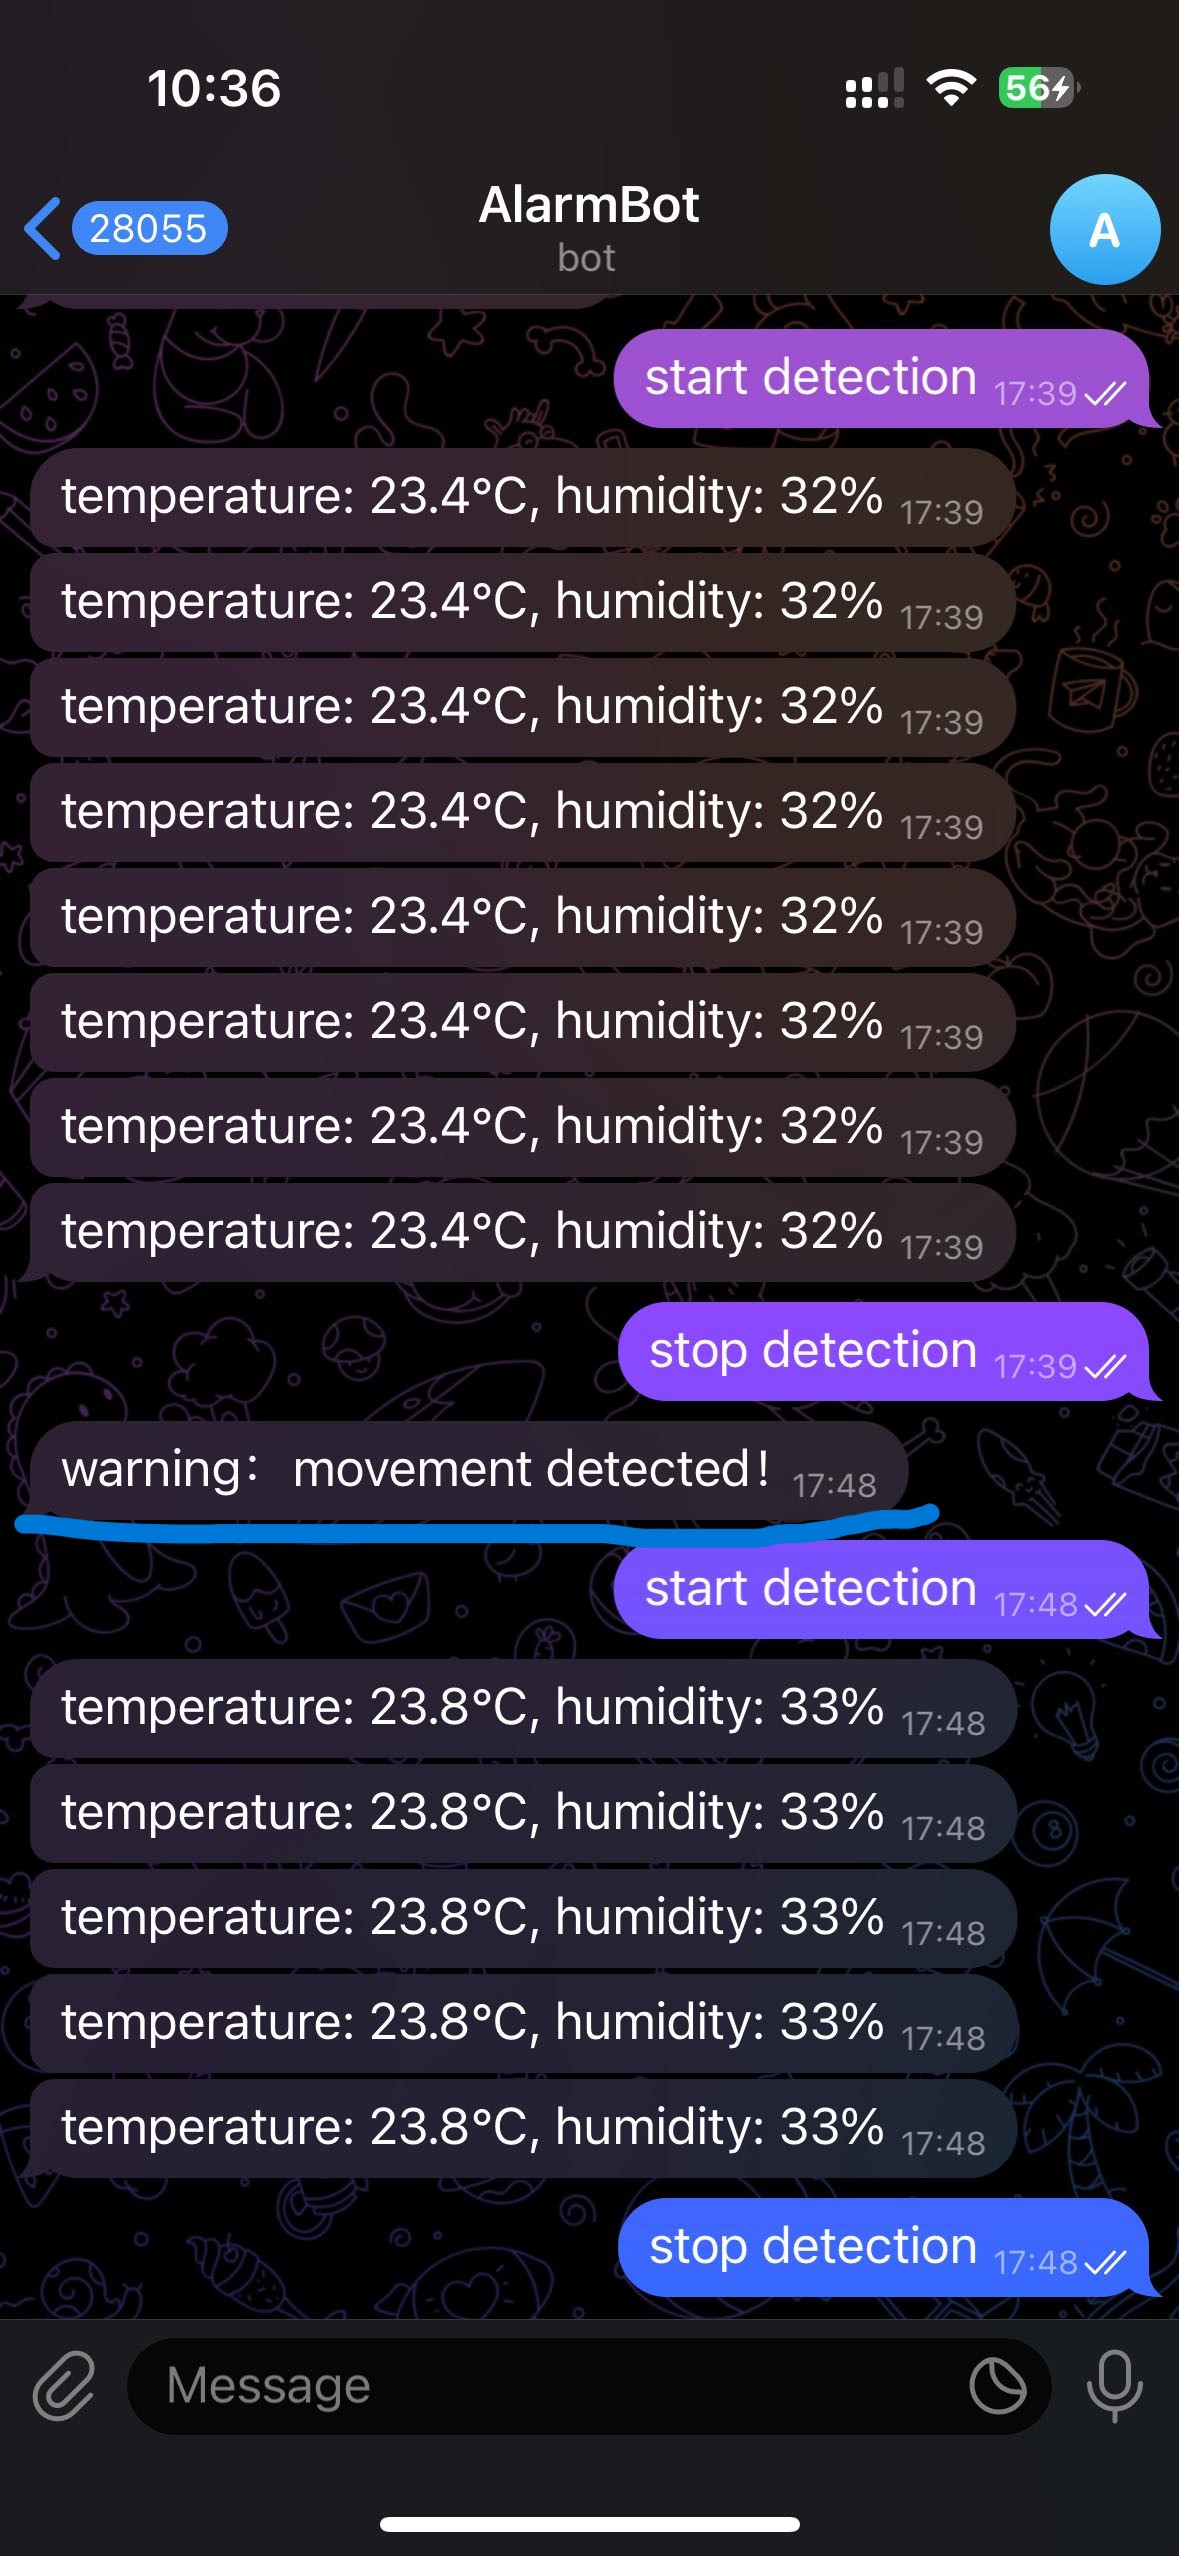 10:36
56
28055
AlarmBot
bot
A
start detection 17:39
temperature: 23.4°C, humidity: 32% 17:39
temperature: 23.4°C, humidity: 32% 17:39
temperature: 23.4°C, humidity: 32% 17:39
temperature: 23.4°C, humidity: 32% 17:39
temperature: 23.4°C, humidity: 32% 17:39
temperature: 23.4°C, humidity: 32% 17:39
temperature: 23.4°C, humidity: 32% 17:39
temperature: 23.4°C, humidity: 32% 17:39
stop detection 17:39
warning： movement detected！ 17:48
start detection 17:48
temperature: 23.8°C, humidity: 33% 17:48
temperature: 23.8°C, humidity: 33% 17:48
temperature: 23.8°C, humidity: 33% 17:48
temperature: 23.8°C, humidity: 33% 17:48
temperature: 23.8°C, humidity: 33% 17:48
stop detection 17:48
Message